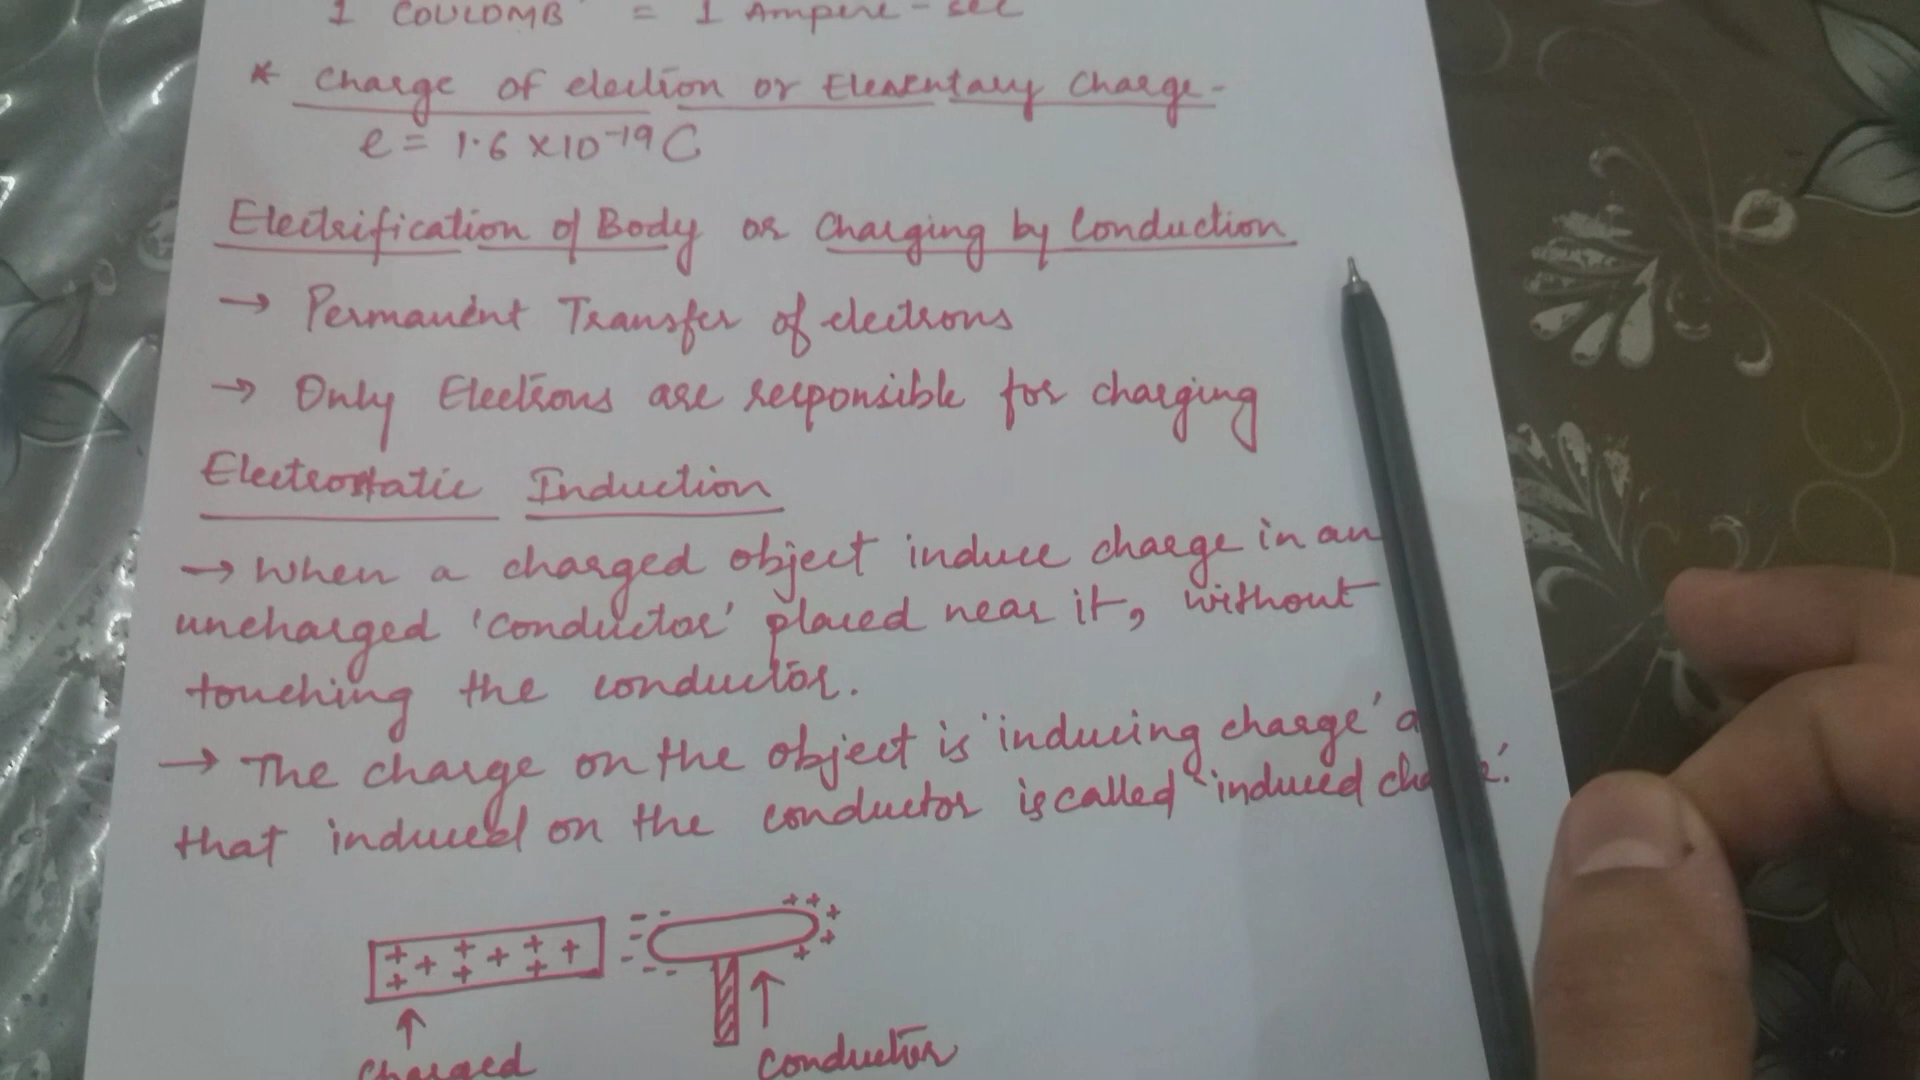 1 COULOMB = 1 Ampere-sec
* Charge of election or Elementary Charge-
e = 1.6 ×10⁻¹⁹ C
Electrification of Body or Charging by Conduction
→ Permanent Transfer of electrons
→ Only Electrons are responsible for charging
Electrostatic Induction
→ When a charged object induce charge in an
uncharged 'conductor' placed near it, without
touching the conductor.
→ The charge on the object is 'inducing charge'
that induced on the conductor is called 'induced
+ + + + + + + + +
- - - - - - -
+ + + + + +
↑ ↑
Charged Conductor